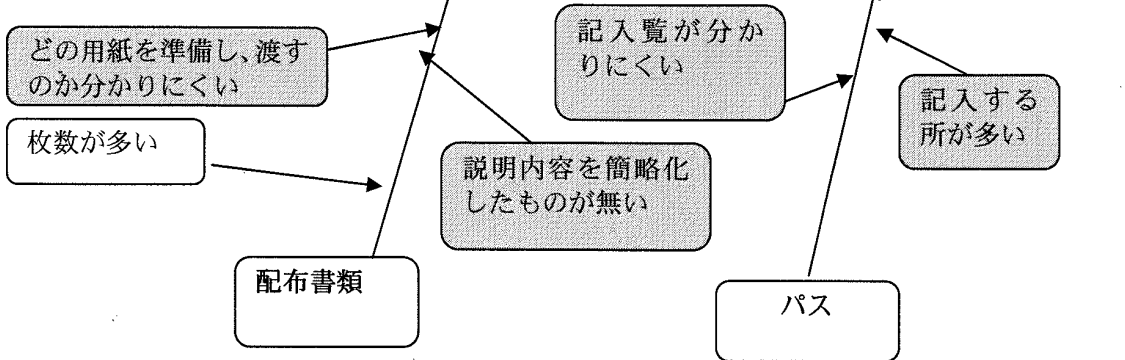 どの用紙を準備し、渡す
のか分かりにくい
枚数が多い
記入覧が分か
りにくい
記入する
所が多い
説明内容を簡略化
したものが無い
配布書類
パス